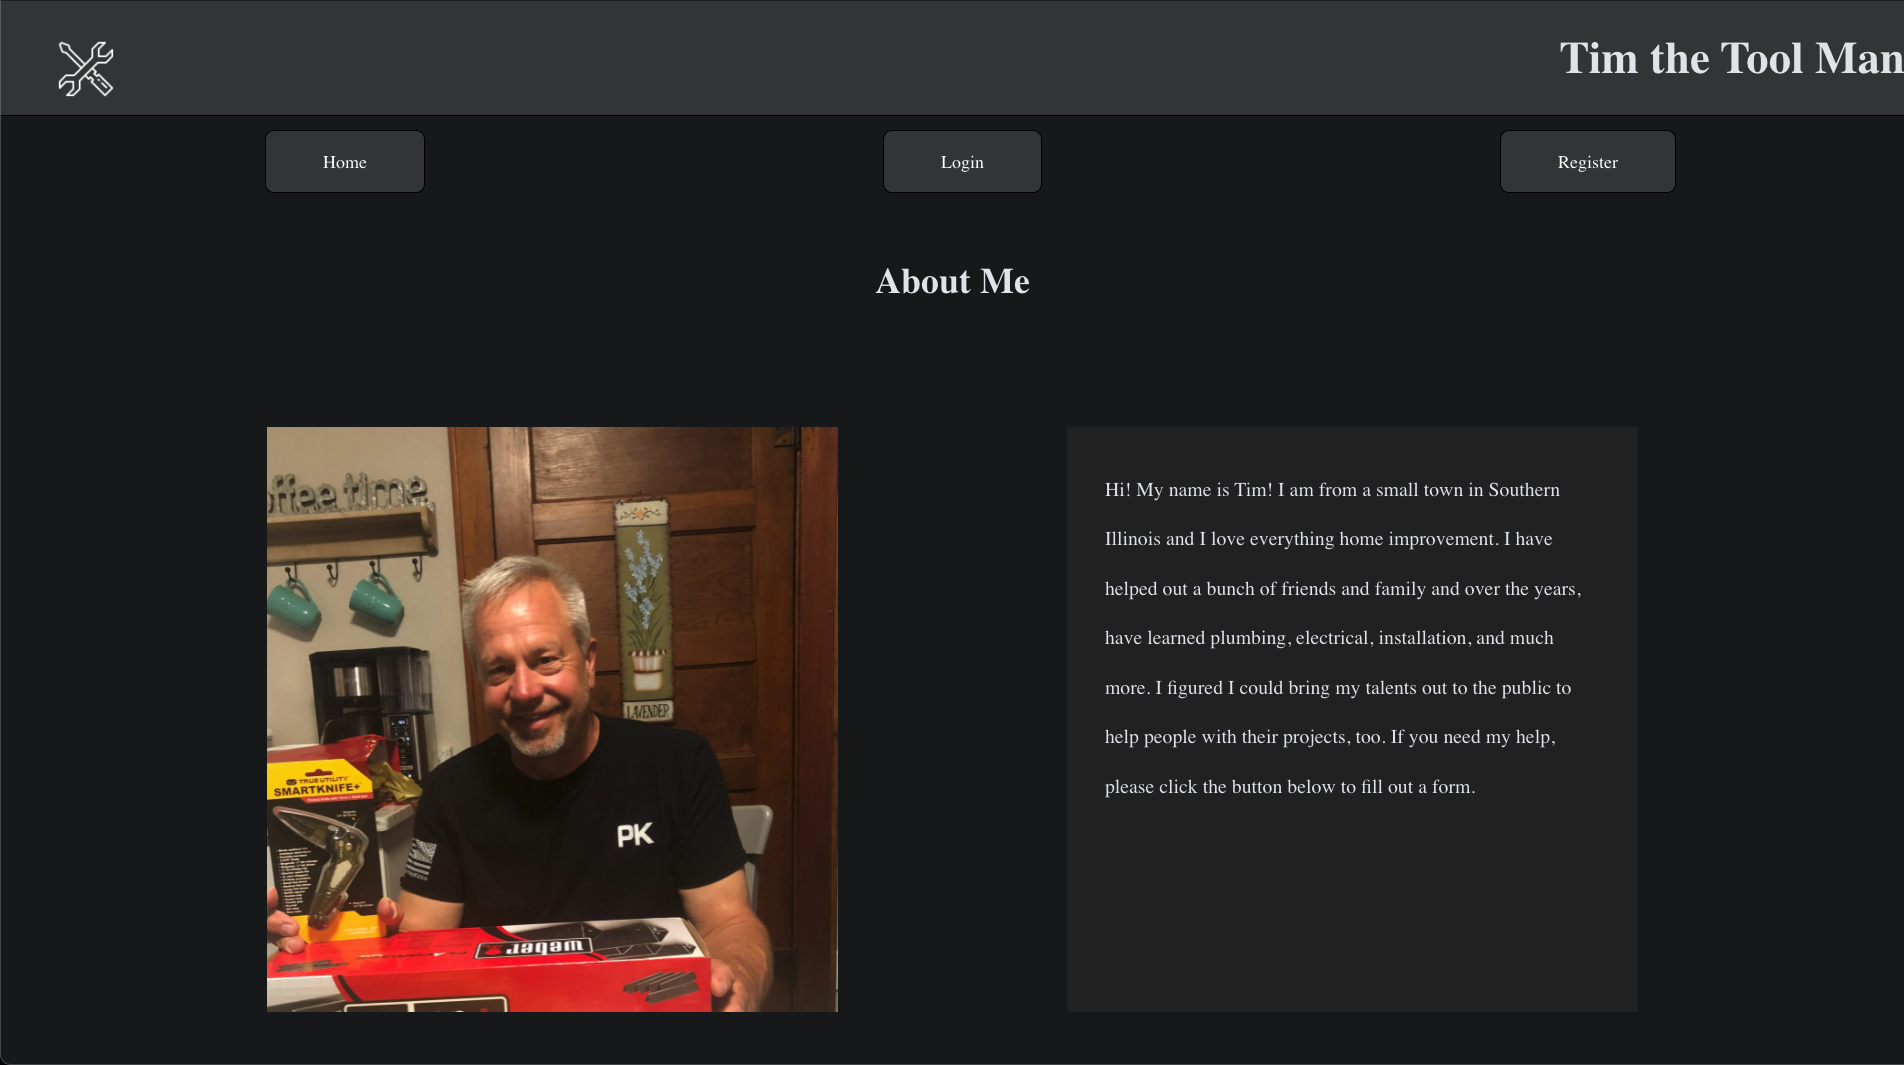 Tim the Tool Man
Home
Login
Register
About Me
ffee time
LAVENDER
TRUE UTILITY
SMARTKNIFE+
PK
weber
Hi! My name is Tim! I am from a small town in Southern
Illinois and I love everything home improvement. I have
helped out a bunch of friends and family and over the years,
have learned plumbing, electrical, installation, and much
more. I figured I could bring my talents out to the public to
help people with their projects, too. If you need my help,
please click the button below to fill out a form.